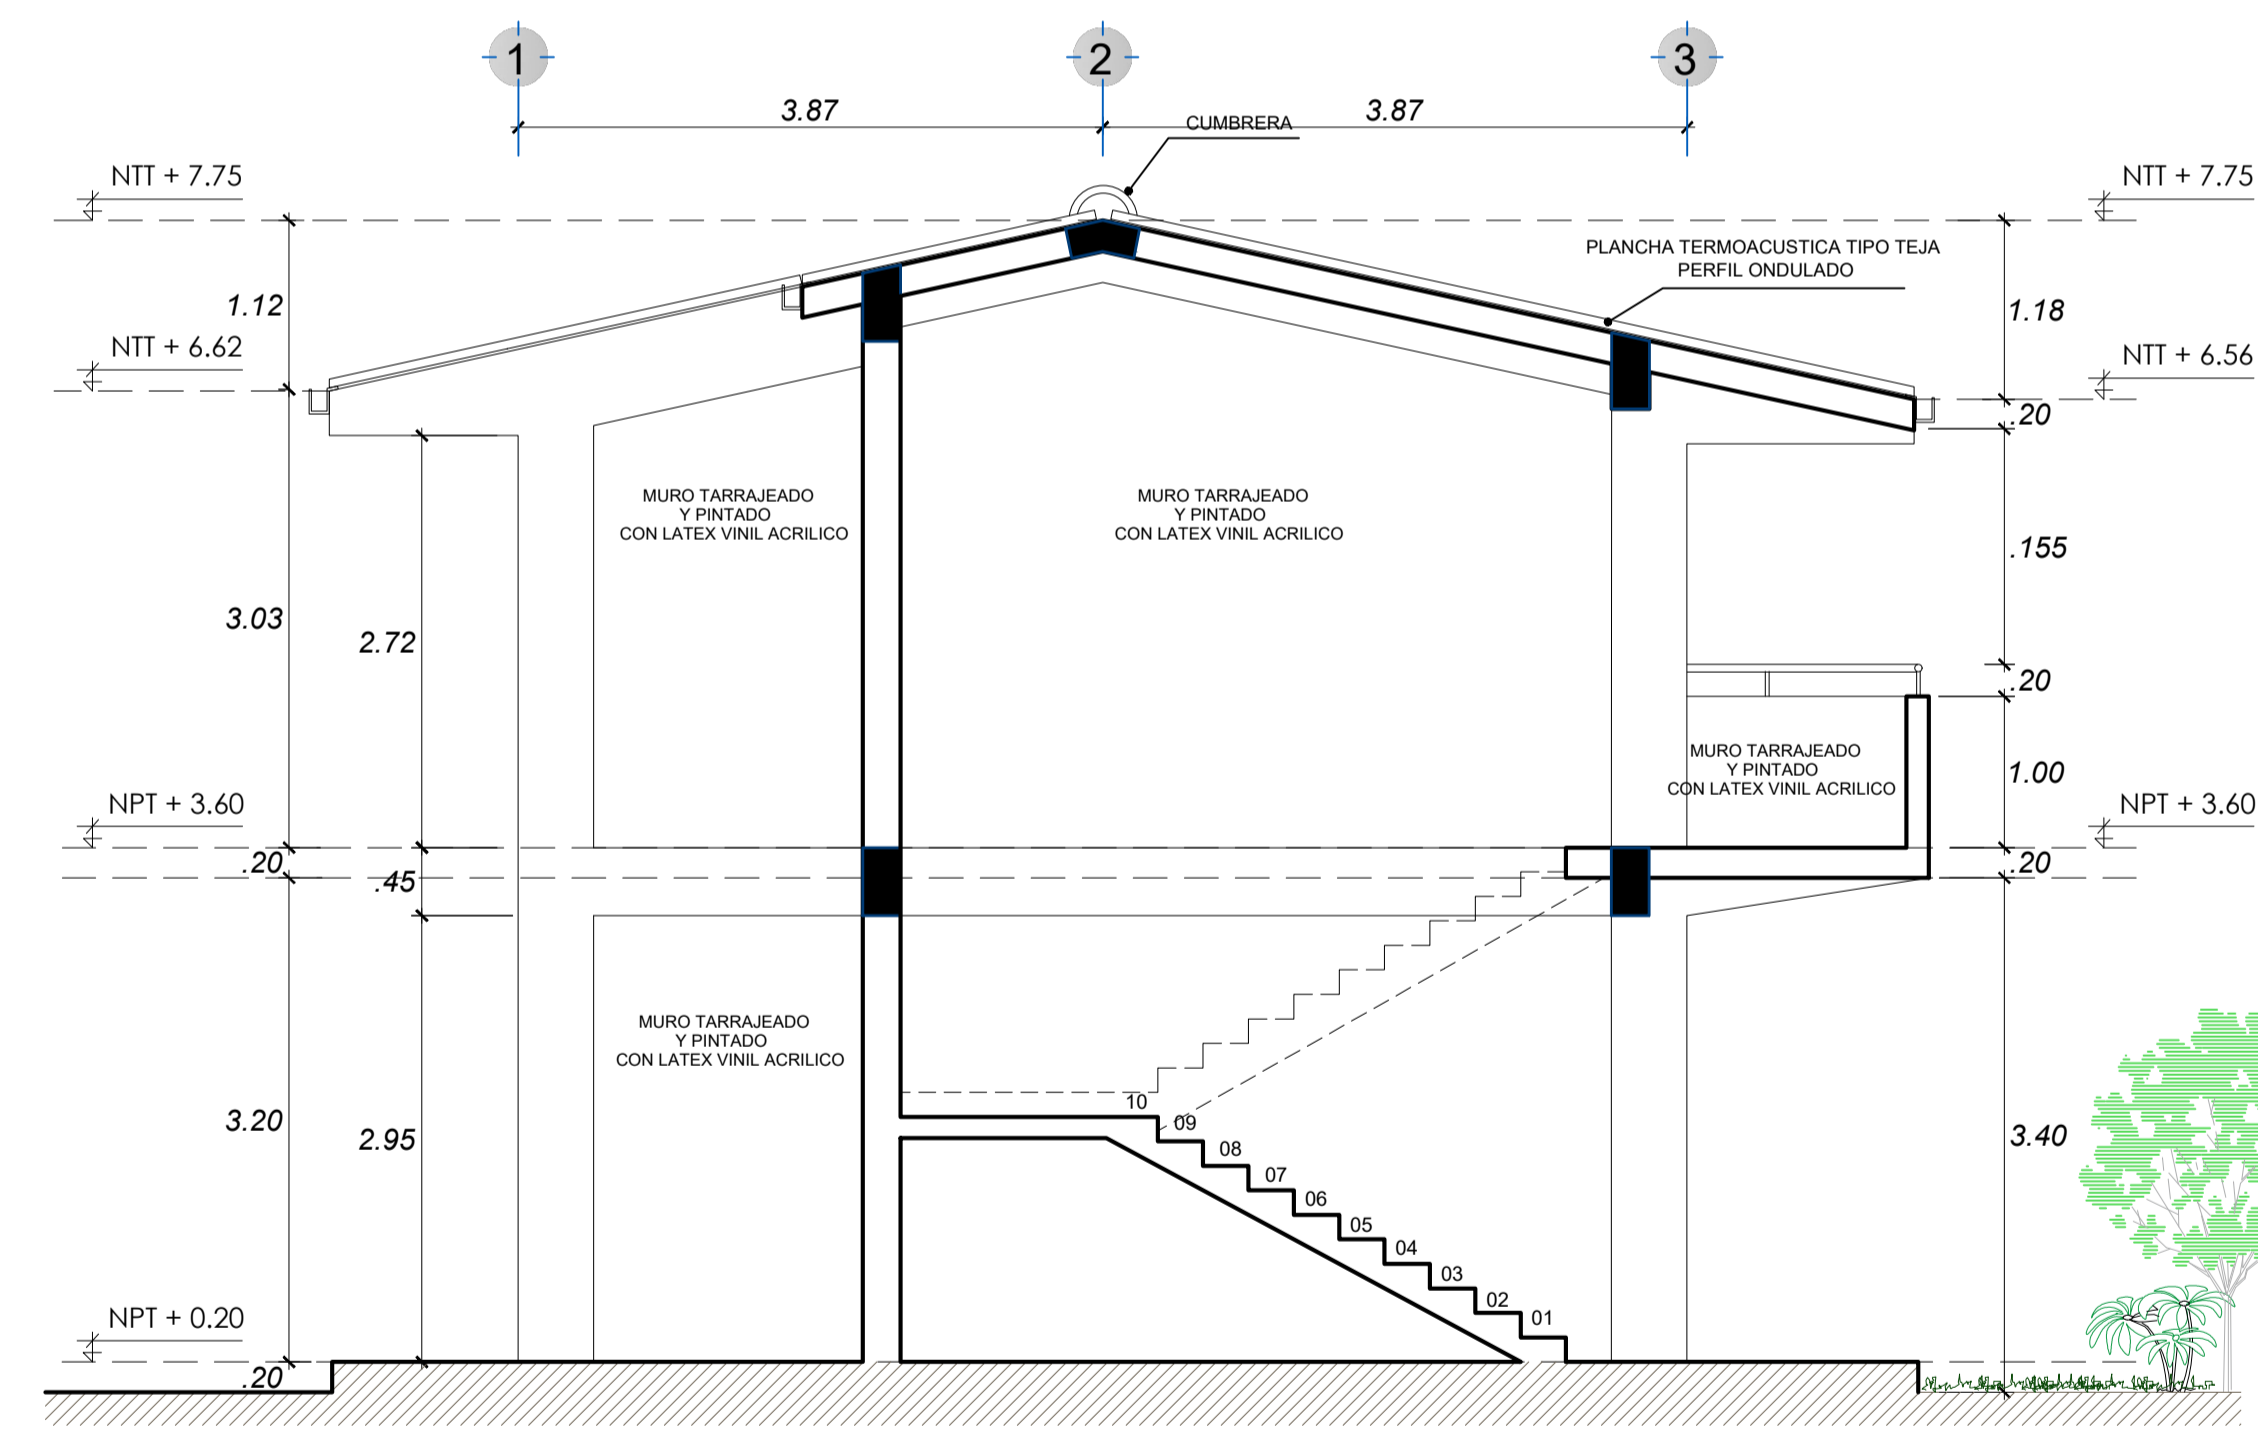 1
2
3
3.87
3.87
CUMBRERA
NTT + 7.75
NTT + 7.75
PLANCHA TERMOACUSTICA TIPO TEJA
PERFIL ONDULADO
1.12
1.18
NTT + 6.62
NTT + 6.56
.20
MURO TARRAJEADO
Y PINTADO
CON LATEX VINIL ACRILICO
MURO TARRAJEADO
Y PINTADO
CON LATEX VINIL ACRILICO
.155
3.03
2.72
.20
MURO TARRAJEADO
Y PINTADO
CON LATEX VINIL ACRILICO
1.00
NPT + 3.60
NPT + 3.60
.20
.45
.20
MURO TARRAJEADO
Y PINTADO
CON LATEX VINIL ACRILICO
10
09
08
07
06
05
04
03
02
01
3.20
2.95
3.40
NPT + 0.20
.20